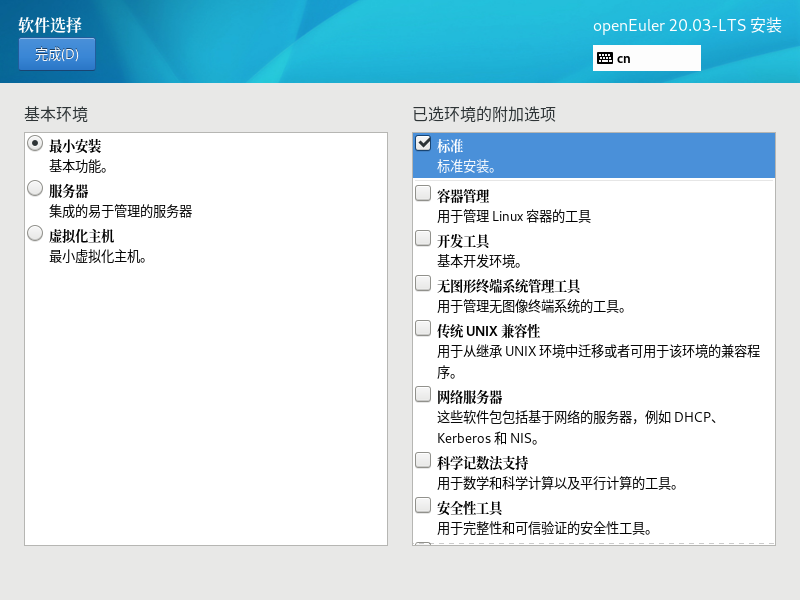 软件选择
完成(D)
openEuler 20.03-LTS 安装
cn
基本环境
最小安装
基本功能。
服务器
集成的易于管理的服务器
虚拟化主机
最小虚拟化主机。
已选环境的附加选项
标准
标准安装。
容器管理
用于管理 Linux 容器的工具
开发工具
基本开发环境。
无图形终端系统管理工具
用于管理无图像终端系统的工具。
传统 UNIX 兼容性
用于从继承 UNIX 环境中迁移或者可用于该环境的兼容程
序。
网络服务器
这些软件包包括基于网络的服务器，例如 DHCP、
Kerberos 和 NIS。
科学记数法支持
用于数学和科学计算以及平行计算的工具。
安全性工具
用于完整性和可信验证的安全性工具。